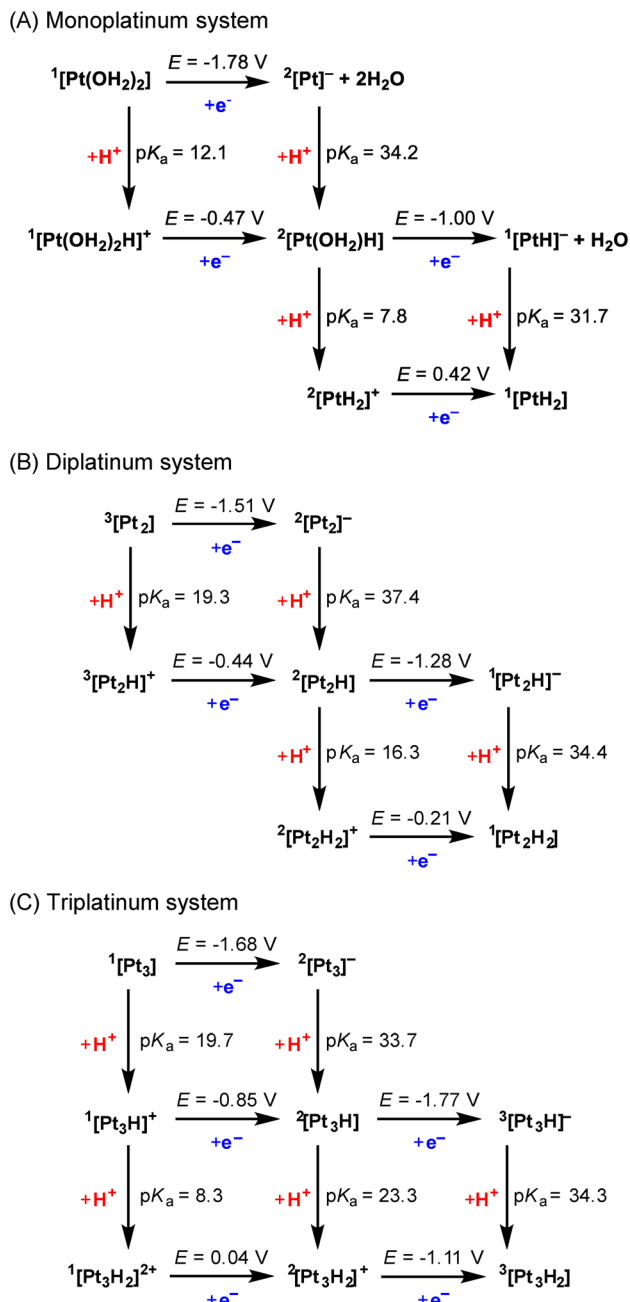 (A) Monoplatinum system
E = -1.78 V
¹[Pt(OH₂)₂] ²[Pt]⁻ + 2H₂O
+e⁻
+H⁺ pKₐ = 12.1 +H⁺ pKₐ = 34.2
E = -0.47 V E = -1.00 V
¹[Pt(OH₂)₂H]⁺ ²[Pt(OH₂)H] ¹[PtH]⁻ + H₂O
+e⁻ +e⁻
+H⁺ pKₐ = 7.8 +H⁺ pKₐ = 31.7
E = 0.42 V
²[PtH₂]⁺ ¹[PtH₂]
+e⁻
(B) Diplatinum system
E = -1.51 V
³[Pt₂] ²[Pt₂]⁻
+e⁻
+H⁺ pKₐ = 19.3 +H⁺ pKₐ = 37.4
E = -0.44 V E = -1.28 V
³[Pt₂H]⁺ ²[Pt₂H] ¹[Pt₂H]⁻
+e⁻ +e⁻
+H⁺ pKₐ = 16.3 +H⁺ pKₐ = 34.4
E = -0.21 V
²[Pt₂H₂]⁺ ¹[Pt₂H₂]
+e⁻
(C) Triplatinum system
E = -1.68 V
¹[Pt₃] ²[Pt₃]⁻
+e⁻
+H⁺ pKₐ = 19.7 +H⁺ pKₐ = 33.7
E = -0.85 V E = -1.77 V
¹[Pt₃H]⁺ ²[Pt₃H] ³[Pt₃H]⁻
+e⁻ +e⁻
+H⁺ pKₐ = 8.3 +H⁺ pKₐ = 23.3 +H⁺ pKₐ = 34.3
E = 0.04 V E = -1.11 V
¹[Pt₃H₂]²⁺ ²[Pt₃H₂]⁺ ³[Pt₃H₂]
+e⁻ +e⁻